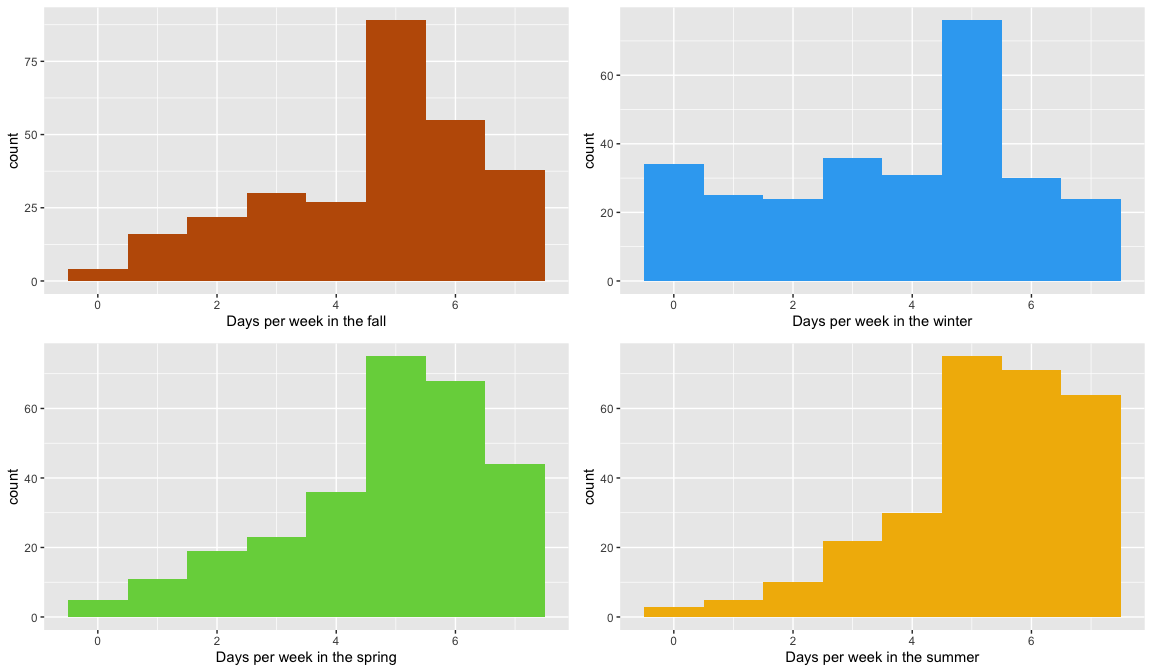 count
75
50
25
0
0 2 4 6
Days per week in the fall
count
60
40
20
0
0 2 4 6
Days per week in the winter
count
60
40
20
0
0 2 4 6
Days per week in the spring
count
60
40
20
0
0 2 4 6
Days per week in the summer